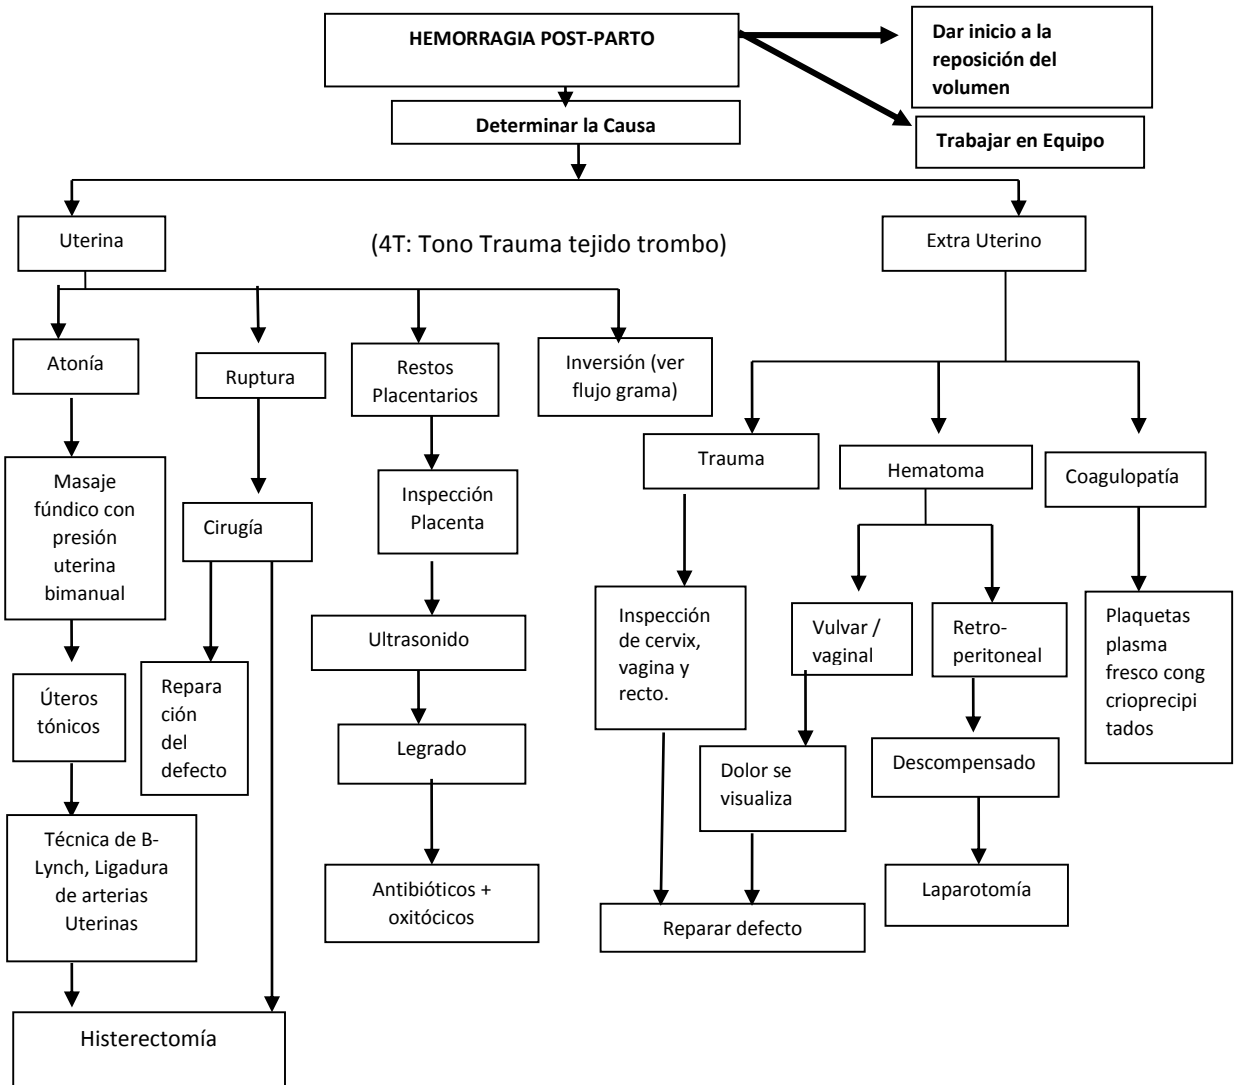 HEMORRAGIA POST-PARTO
Dar inicio a la
reposición del
volumen
Determinar la Causa
Trabajar en Equipo
Uterina
(4T: Tono Trauma tejido trombo)
Extra Uterino
Atonía
Ruptura
Restos
Placentarios
Inversión (ver
flujo grama)
Trauma
Hematoma
Coagulopatía
Masaje
fúndico con
presión
uterina
bimanual
Cirugía
Inspección
Placenta
Inspección
de cervix,
vagina y
recto.
Vulvar /
vaginal
Retro-
peritoneal
Plaquetas
plasma
fresco cong
crioprecipi
tados
Ultrasonido
Úteros
tónicos
Repara
ción
del
defecto
Legrado
Dolor se
visualiza
Descompensado
Técnica de B-
Lynch, Ligadura
de arterias
Uterinas
Antibióticos +
oxitócicos
Reparar defecto
Laparotomía
Histerectomía